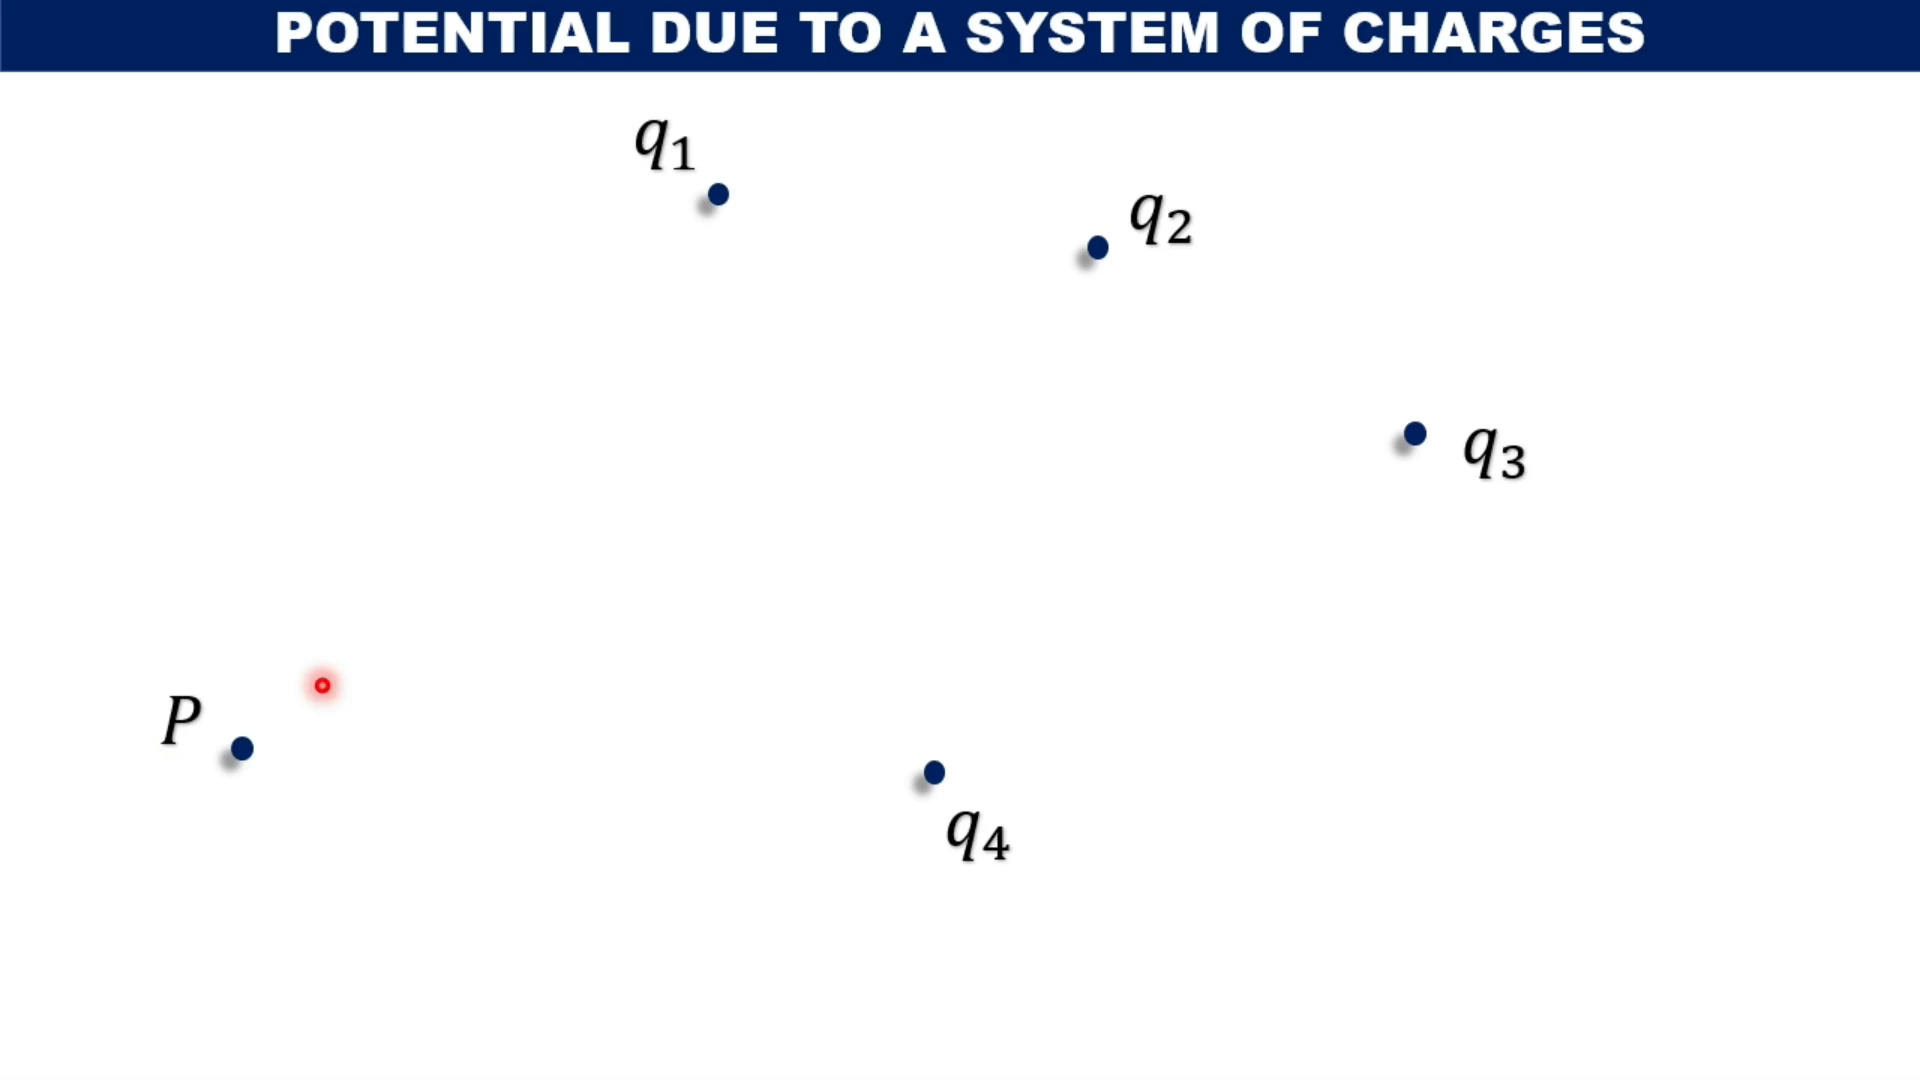 POTENTIAL DUE TO A SYSTEM OF CHARGES
q₁
q₂
q₃
P
q₄